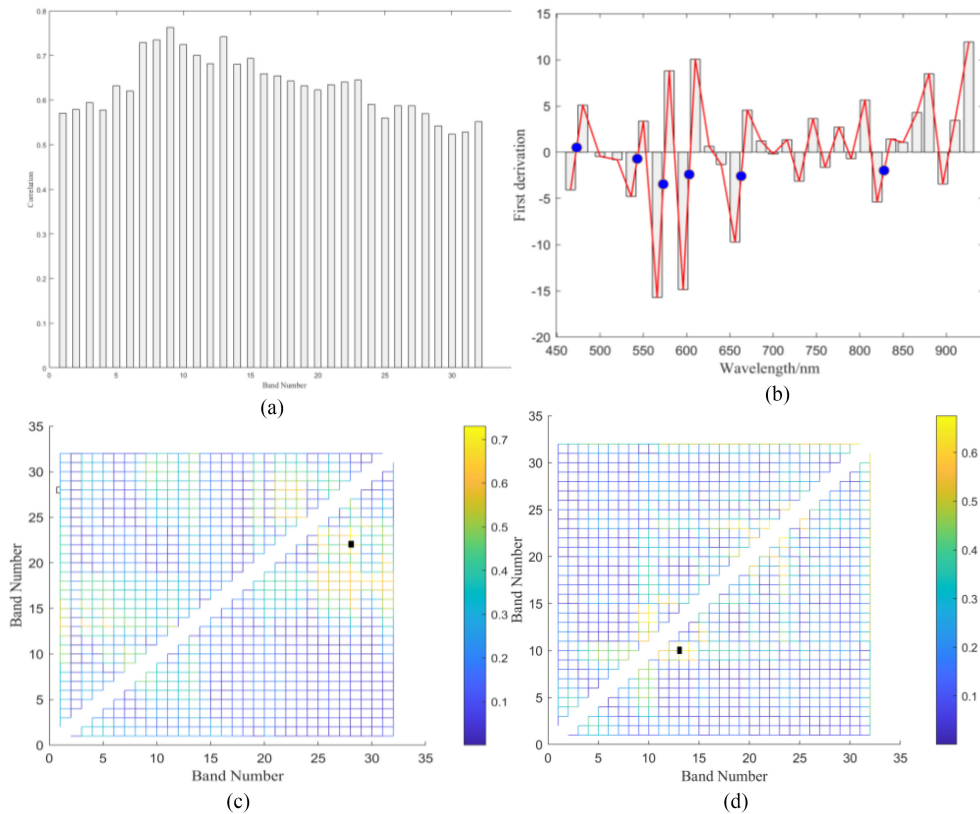 0.8
0.7
0.6
0.5
0.4
0.3
0.2
0.1
0
Correlation
0 5 10 15 20 25 30
Band Number
(a)
15
10
5
0
-5
-10
-15
-20
First derivation
450 500 550 600 650 700 750 800 850 900
Wavelength/nm
(b)
35
30
25
20
15
10
5
0
Band Number
0 5 10 15 20 25 30 35
Band Number
0.7
0.6
0.5
0.4
0.3
0.2
0.1
(c)
35
30
25
20
15
10
5
0
Band Number
0 5 10 15 20 25 30 35
Band Number
0.6
0.5
0.4
0.3
0.2
0.1
(d)